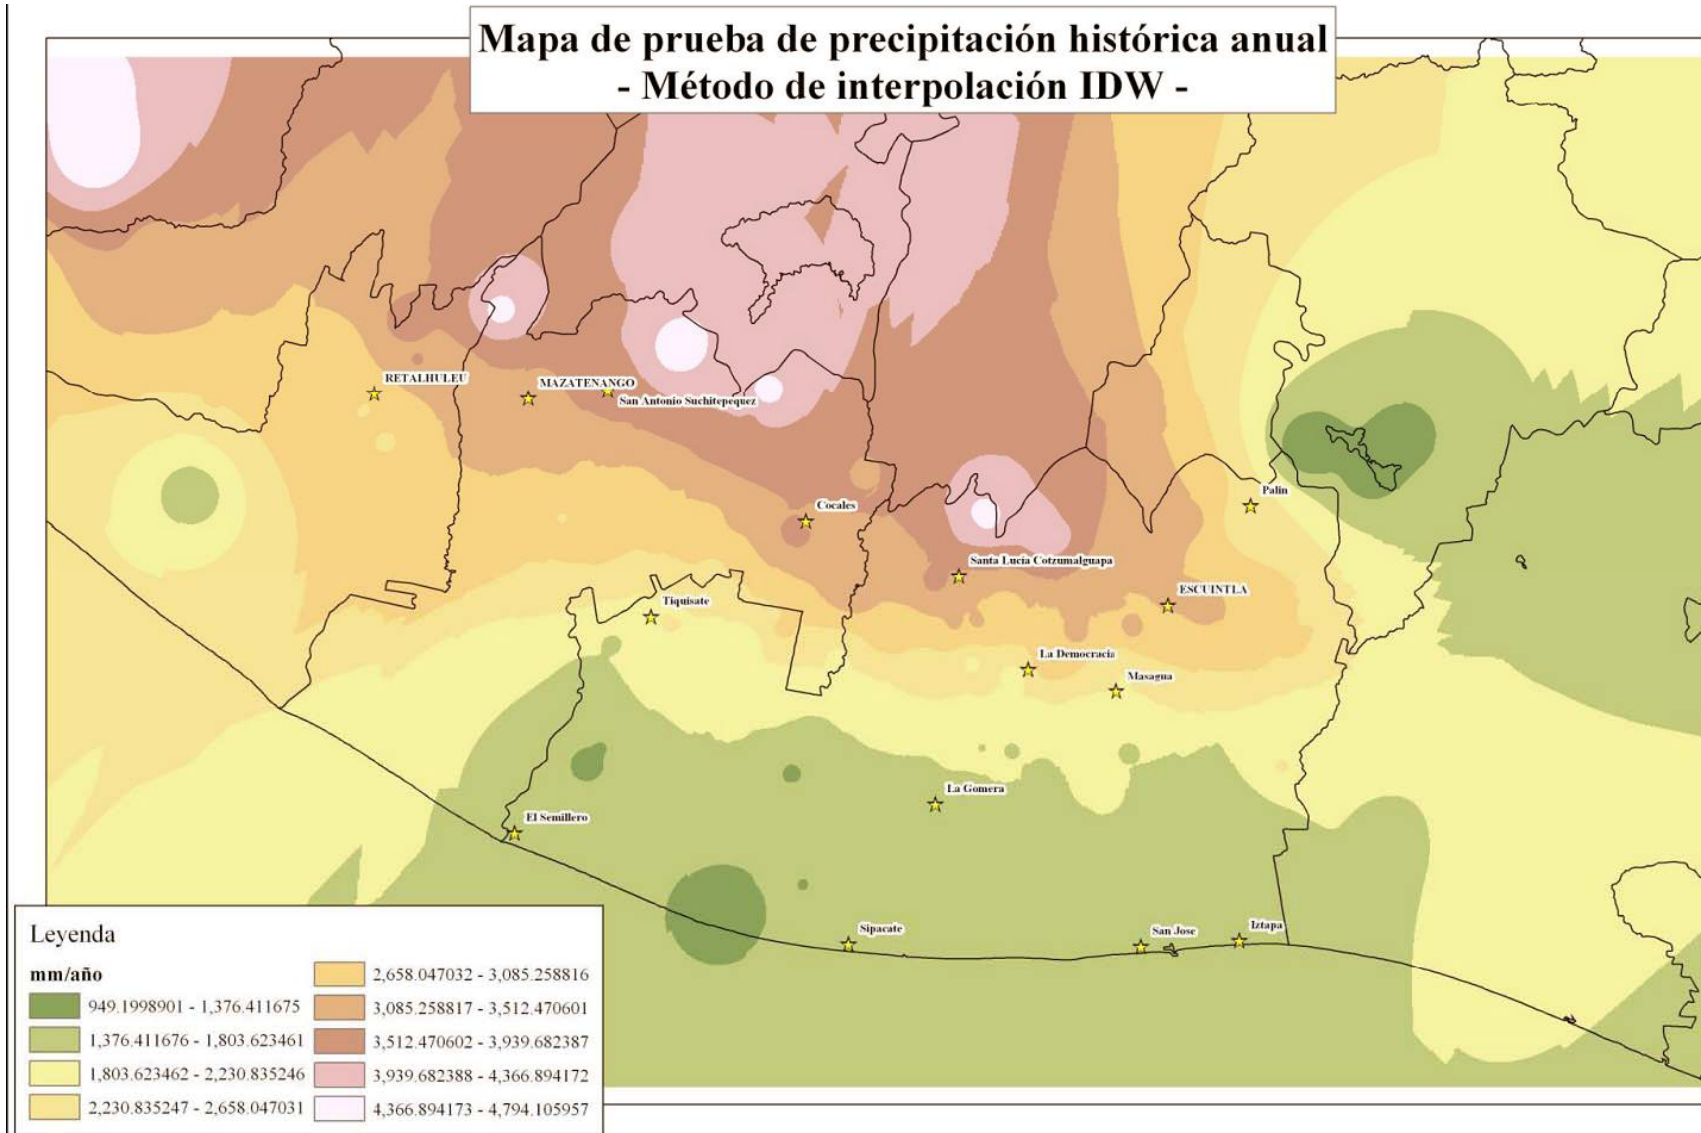 Mapa de prueba de precipitación histórica anual
- Método de interpolación IDW -
RETALHULEU
MAZATENANGO
San Antonio Suchitepequez
Cocales
Palin
Santa Lucia Cotzumalguapa
ESCUINTLA
Tiquisate
La Democracia
Masagua
La Gomera
El Semillero
Sipacate
San Jose
Iztapa
Leyenda
mm/año
949.1998901 - 1,376.411675
1,376.411676 - 1,803.623461
1,803.623462 - 2,230.835246
2,230.835247 - 2,658.047031
2,658.047032 - 3,085.258816
3,085.258817 - 3,512.470601
3,512.470602 - 3,939.682387
3,939.682388 - 4,366.894172
4,366.894173 - 4,794.105957